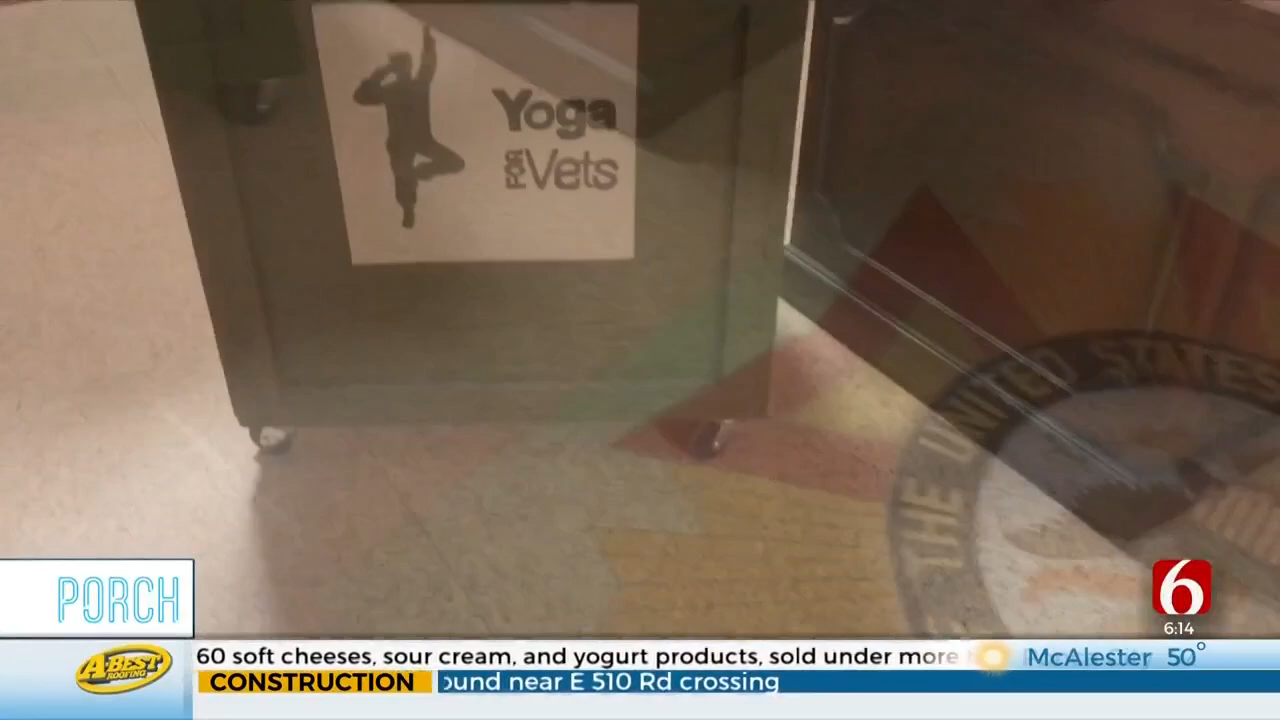 Yoga
FOR Vets
THE UNITED STATES
PORCH
6
6:14
A-BEST
ROOFING
60 soft cheeses, sour cream, and yogurt products, sold under more
McAlester 50°
CONSTRUCTION
ound near E 510 Rd crossing